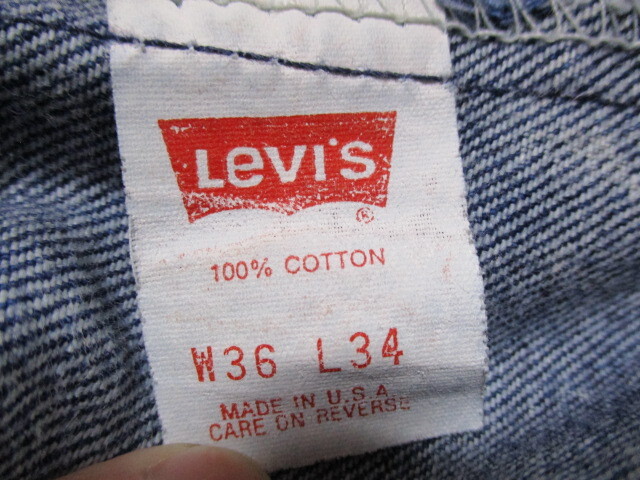 Levi's
®
100% COTTON
W36 L34
MADE IN U.S.A
CARE ON REVERSE